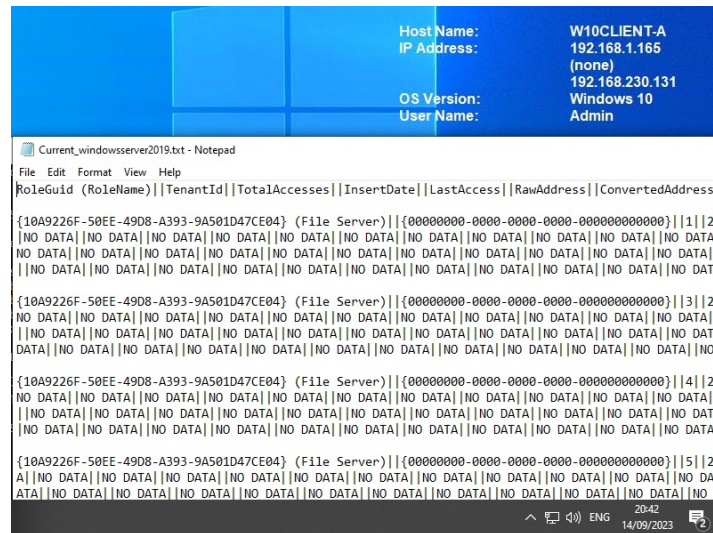 Host Name: W10CLIENT-A
IP Address: 192.168.1.165
(none)
192.168.230.131
OS Version: Windows 10
User Name: Admin
Current_windowsserver2019.txt - Notepad
File Edit Format View Help
RoleGuid (RoleName)||TenantId||TotalAccesses||InsertDate||LastAccess||RawAddress||ConvertedAddress
{10A9226F-50EE-49D8-A393-9A501D47CE04} (File Server)||{00000000-0000-0000-0000-000000000000}||1||2
|NO DATA||NO DATA||NO DATA||NO DATA||NO DATA||NO DATA||NO DATA||NO DATA||NO DATA||NO DATA||NO DATA
NO DATA||NO DATA||NO DATA||NO DATA||NO DATA||NO DATA||NO DATA||NO DATA||NO DATA||NO DATA||NO DATA|
||NO DATA||NO DATA||NO DATA||NO DATA||NO DATA||NO DATA||NO DATA||NO DATA||NO DATA||NO DATA||NO DAT
{10A9226F-50EE-49D8-A393-9A501D47CE04} (File Server)||{00000000-0000-0000-0000-000000000000}||3||2
NO DATA||NO DATA||NO DATA||NO DATA||NO DATA||NO DATA||NO DATA||NO DATA||NO DATA||NO DATA||NO DATA|
||NO DATA||NO DATA||NO DATA||NO DATA||NO DATA||NO DATA||NO DATA||NO DATA||NO DATA||NO DATA||NO DAT
DATA||NO DATA||NO DATA||NO DATA||NO DATA||NO DATA||NO DATA||NO DATA||NO DATA||NO DATA||NO DATA||NO
{10A9226F-50EE-49D8-A393-9A501D47CE04} (File Server)||{00000000-0000-0000-0000-000000000000}||4||2
NO DATA||NO DATA||NO DATA||NO DATA||NO DATA||NO DATA||NO DATA||NO DATA||NO DATA||NO DATA||NO DATA|
||NO DATA||NO DATA||NO DATA||NO DATA||NO DATA||NO DATA||NO DATA||NO DATA||NO DATA||NO DATA||NO DAT
|NO DATA||NO DATA||NO DATA||NO DATA||NO DATA||NO DATA||NO DATA||NO DATA||NO DATA||NO DATA||NO DATA
{10A9226F-50EE-49D8-A393-9A501D47CE04} (File Server)||{00000000-0000-0000-0000-000000000000}||5||2
A||NO DATA||NO DATA||NO DATA||NO DATA||NO DATA||NO DATA||NO DATA||NO DATA||NO DATA||NO DATA||NO DA
ATA||NO DATA||NO DATA||NO DATA||NO DATA||NO DATA||NO DATA||NO DATA||NO DATA||NO DATA||NO DATA||NO
ENG 20:42
14/09/2023
2